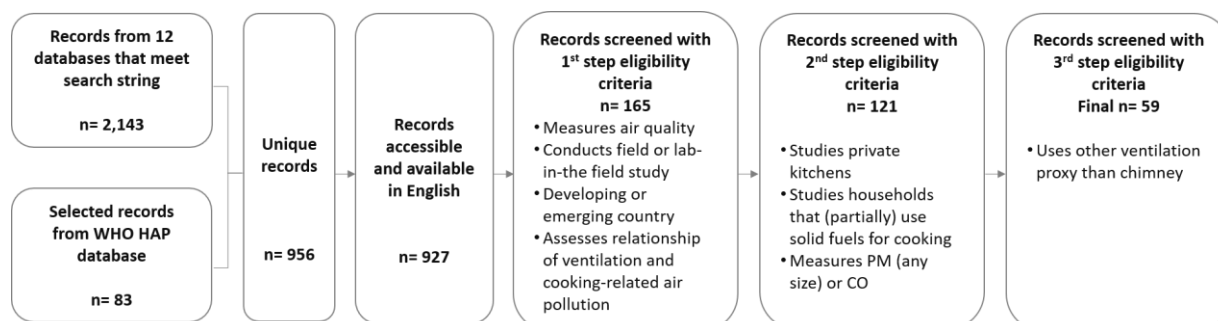 Records from 12
databases that meet
search string
n= 2,143
Selected records
from WHO HAP
database
n= 83
Unique
records
n= 956
Records
accessible
and available
in English
n= 927
Records screened with
1st step eligibility
criteria
n= 165
• Measures air quality
• Conducts field or lab-
in-the field study
• Developing or
emerging country
• Assesses relationship
of ventilation and
cooking-related air
pollution
Records screened with
2nd step eligibility
criteria
n= 121
• Studies private
kitchens
• Studies households
that (partially) use
solid fuels for cooking
• Measures PM (any
size) or CO
Records screened with
3rd step eligibility
criteria
Final n= 59
• Uses other ventilation
proxy than chimney